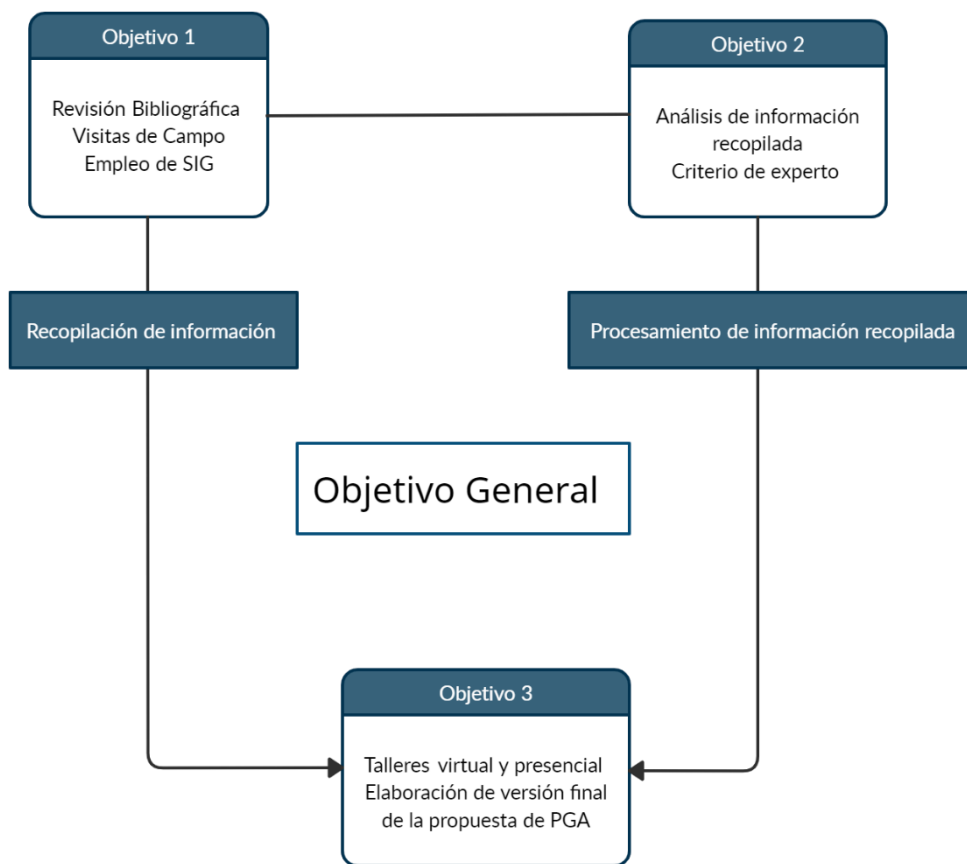 Objetivo 1
Revisión Bibliográfica
Visitas de Campo
Empleo de SIG
Objetivo 2
Análisis de información
recopilada
Criterio de experto
Recopilación de información
Procesamiento de información recopilada
Objetivo General
Objetivo 3
Talleres virtual y presencial
Elaboración de versión final
de la propuesta de PGA